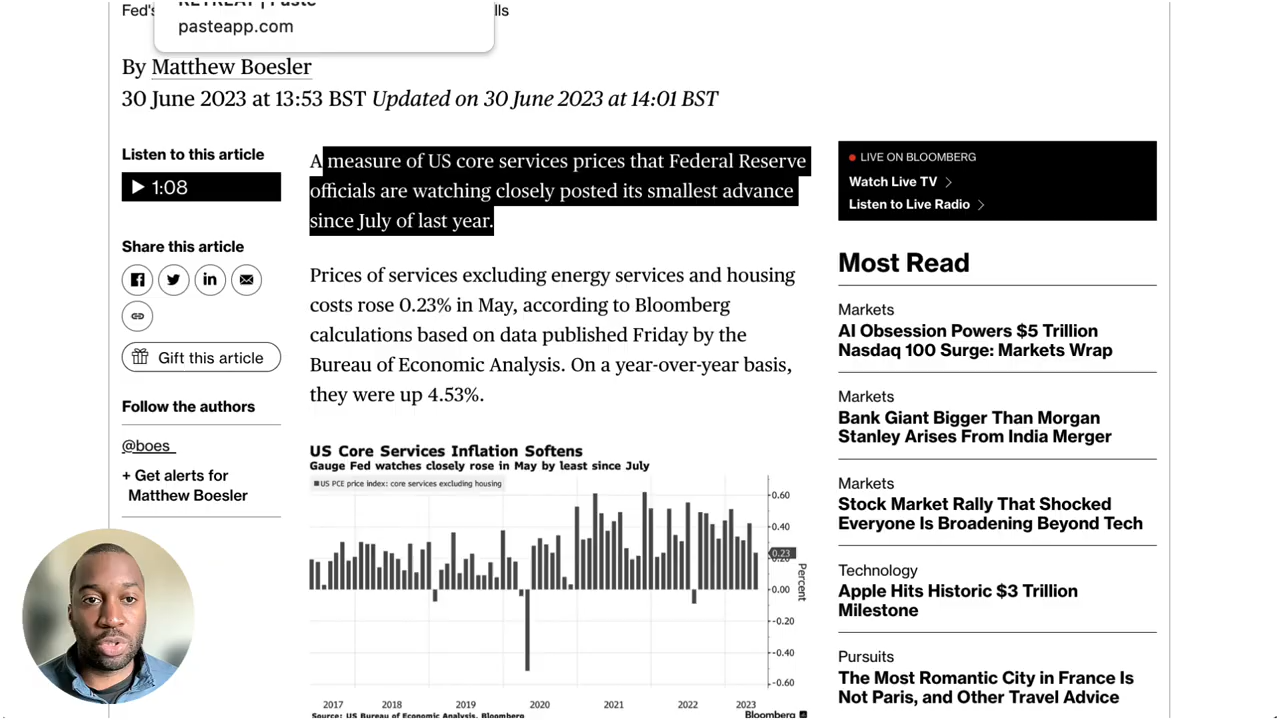 Fed's
lls
RETREAT | Paste
pasteapp.com
By Matthew Boesler
30 June 2023 at 13:53 BST Updated on 30 June 2023 at 14:01 BST
Listen to this article
1:08
Share this article
Gift this article
Follow the authors
@boes
+ Get alerts for
Matthew Boesler
A measure of US core services prices that Federal Reserve
officials are watching closely posted its smallest advance
since July of last year.
Prices of services excluding energy services and housing
costs rose 0.23% in May, according to Bloomberg
calculations based on data published Friday by the
Bureau of Economic Analysis. On a year-over-year basis,
they were up 4.53%.
US Core Services Inflation Softens
Gauge Fed watches closely rose in May by least since July
US PCE price index: core services excluding housing
0.60
0.40
0.23
0.20
0.00
-0.20
-0.40
-0.60
Percent
2017 2018 2019 2020 2021 2022 2023
Source: US Bureau of Economic Analysis, Bloomberg
Bloomberg
LIVE ON BLOOMBERG
Watch Live TV
Listen to Live Radio
Most Read
Markets
AI Obsession Powers $5 Trillion
Nasdaq 100 Surge: Markets Wrap
Markets
Bank Giant Bigger Than Morgan
Stanley Arises From India Merger
Markets
Stock Market Rally That Shocked
Everyone Is Broadening Beyond Tech
Technology
Apple Hits Historic $3 Trillion
Milestone
Pursuits
The Most Romantic City in France Is
Not Paris, and Other Travel Advice